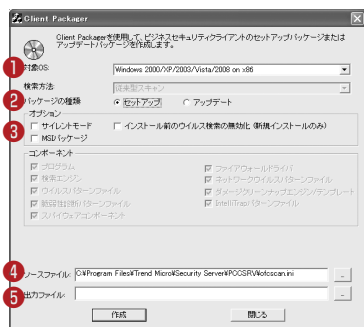 Client Packager
Client Packagerを使用して、ビジネスセキュリティクライアントのセットアップパッケージまたは
アップデートパッケージを作成します。
1 対象OS: Windows 2000/XP/2003/Vista/2008 on x86
検索方法 従来型スキャン
2 パッケージの種類 セットアップ アップデート
オプション
3 サイレントモード インストール前のウイルス検索の無効化 (新規インストールのみ)
MSIパッケージ
コンポーネント
プログラム ファイアウォールドライバ
検索エンジン ネットワークウイルスパターンファイル
ウイルスパターンファイル ダメージクリーンナップエンジン/テンプレート
脆弱性診断パターンファイル IntelliTrapパターンファイル
スパイウェアコンポーネント
4 ソースファイル: C:¥Program Files¥Trend Micro¥Security Server¥PCCSRV¥ofcscan.ini ..
5 出力ファイル: ..
作成 閉じる